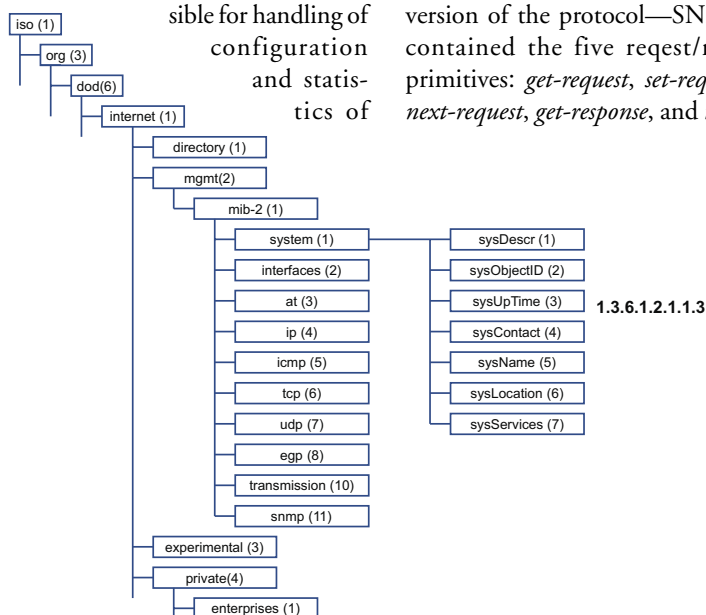 sible for handling of
configuration
and statis-
tics of
version of the protocol—SN
contained the five reqest/r
primitives: get-request, set-req
next-request, get-response, and
iso (1)
org (3)
dod(6)
internet (1)
directory (1)
mgmt(2)
mib-2 (1)
system (1)
interfaces (2)
at (3)
ip (4)
icmp (5)
tcp (6)
udp (7)
egp (8)
transmission (10)
snmp (11)
sysDescr (1)
sysObjectID (2)
sysUpTime (3)
1.3.6.1.2.1.1.3
sysContact (4)
sysName (5)
sysLocation (6)
sysServices (7)
experimental (3)
private(4)
enterprises (1)